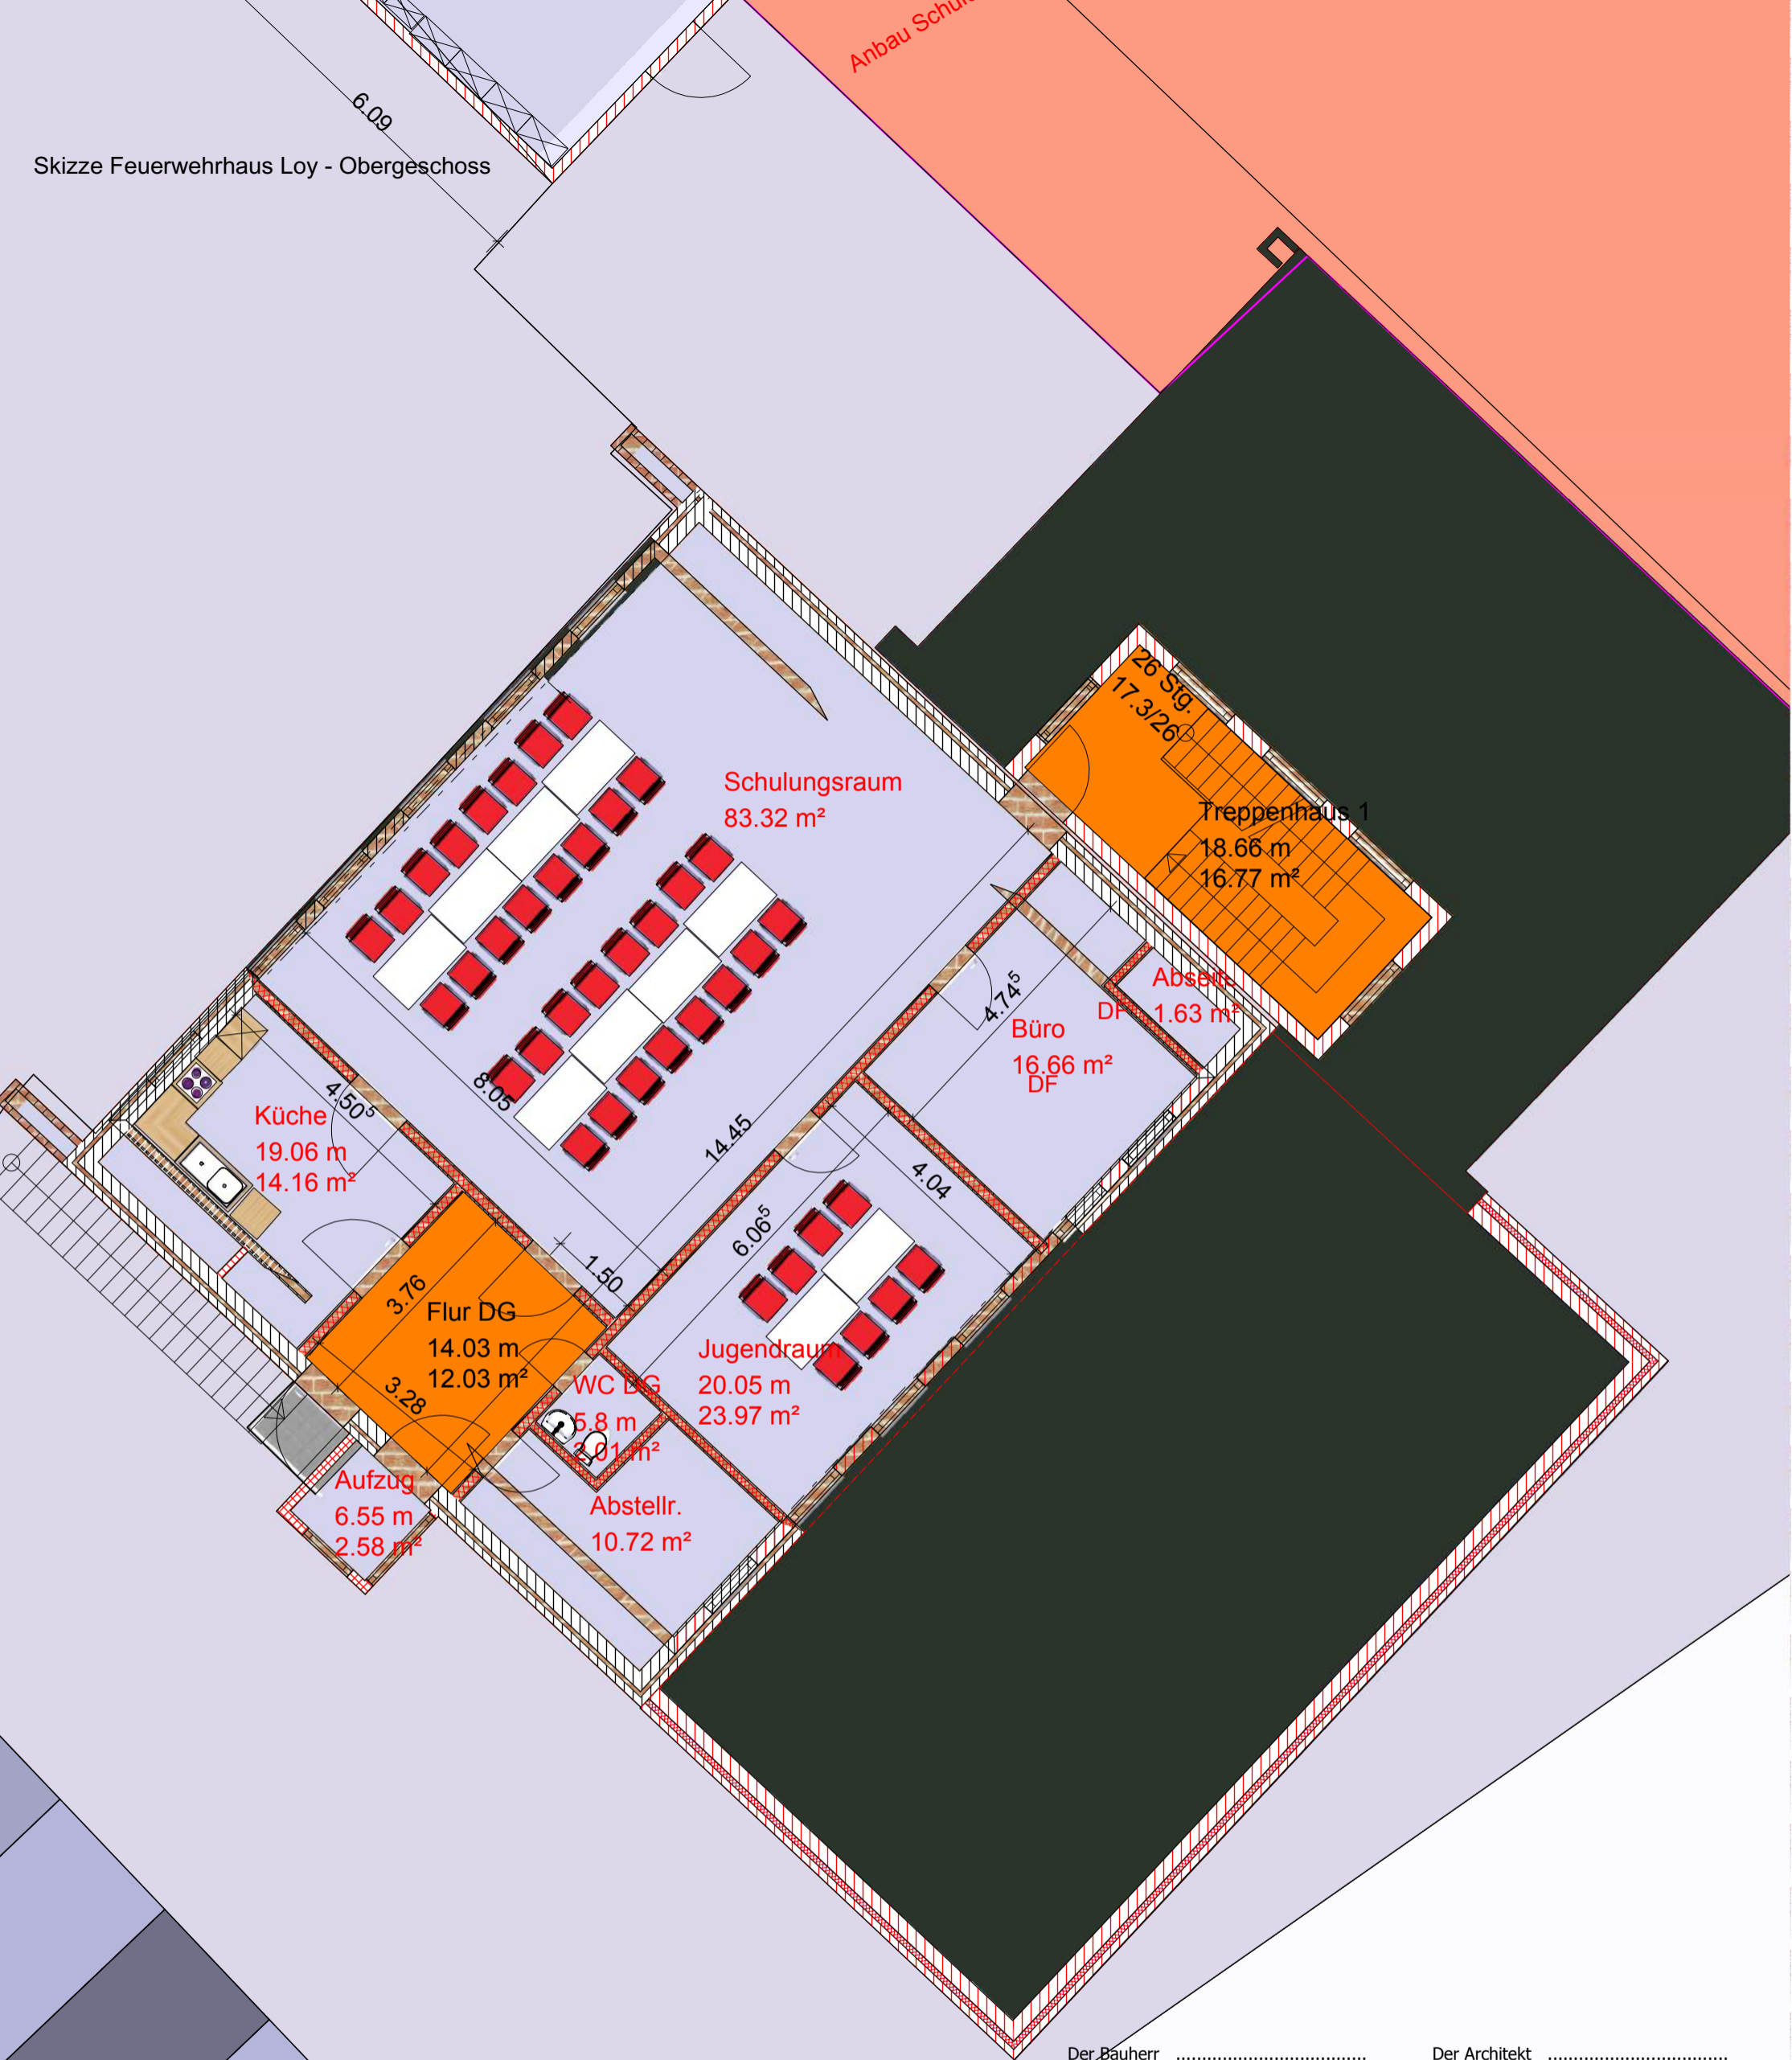 Anbau
6.09
Skizze Feuerwehrhaus Loy - Obergeschoss
26 Stg.
17.3/26
Schulungsraum
83.32 m²
Treppenhaus 1
18.66 m
16.77 m²
Abseit.
1.63 m²
4.74⁵
DF
Büro
16.66 m²
DF
8.05
4.50⁵
Küche
19.06 m
14.16 m²
14.45
4.04
6.06⁵
1.50
3.76
Flur DG
14.03 m
12.03 m²
3.28
Jugendraum
20.05 m
23.97 m²
WC DG
5.8 m
2.01 m²
Aufzug
6.55 m
2.58 m²
Abstellr.
10.72 m²
Der Bauherr ....................................
Der Architekt ..................................